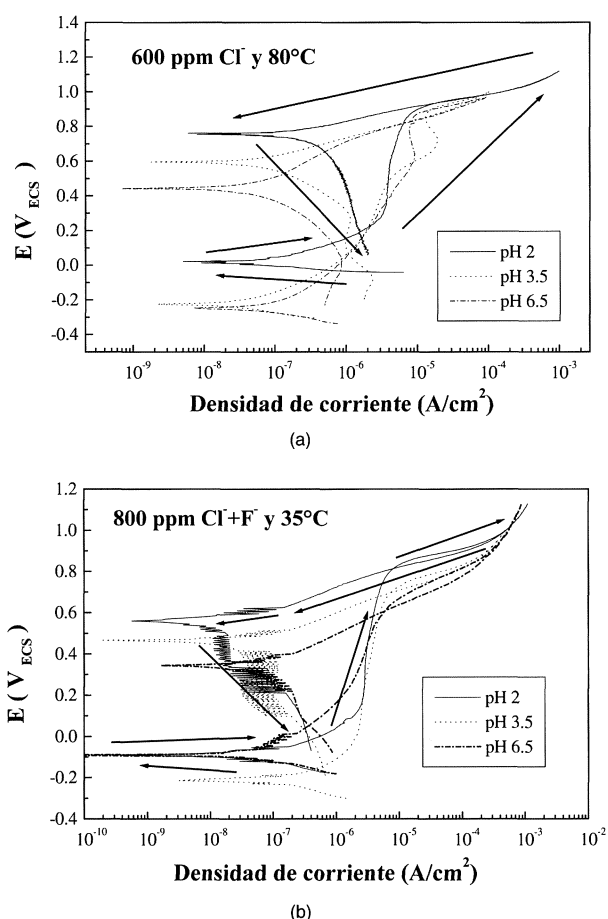 600 ppm Cl⁻ y 80°C
E (V_ECS)
1.2
1.0
0.8
0.6
0.4
0.2
0.0
-0.2
-0.4
pH 2
pH 3.5
pH 6.5
10⁻⁹ 10⁻⁸ 10⁻⁷ 10⁻⁶ 10⁻⁵ 10⁻⁴ 10⁻³
Densidad de corriente (A/cm²)
(a)
800 ppm Cl⁻+F⁻ y 35°C
E (V_ECS)
1.2
1.0
0.8
0.6
0.4
0.2
0.0
-0.2
-0.4
pH 2
pH 3.5
pH 6.5
10⁻¹⁰ 10⁻⁹ 10⁻⁸ 10⁻⁷ 10⁻⁶ 10⁻⁵ 10⁻⁴ 10⁻³ 10⁻²
Densidad de corriente (A/cm²)
(b)